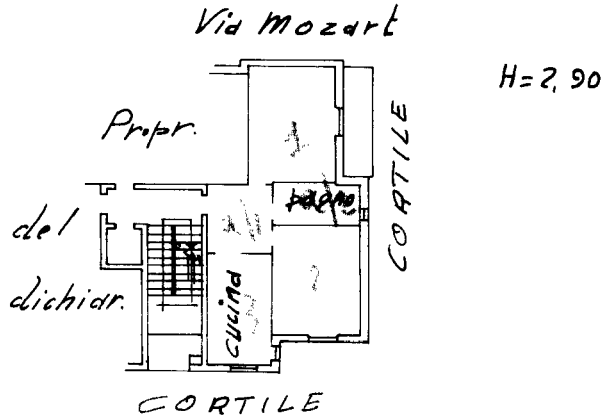 Via Mozart
H=2,90
Propr.
CORTILE
bagno
del
dichiar.
cucina
CORTILE